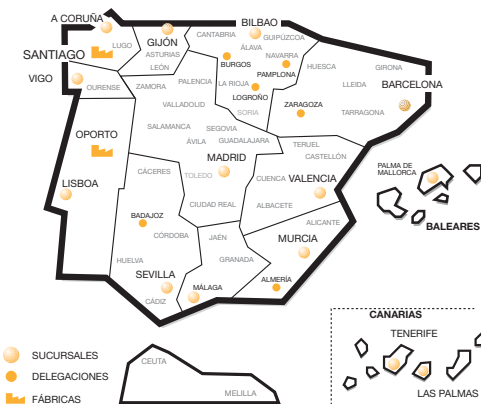 A CORUÑA
BILBAO
CANTABRIA
GUIPÚZCOA
LUGO
GIJÓN
ÁLAVA
SANTIAGO
ASTURIAS
BURGOS
NAVARRA
LEÓN
PAMPLONA
HUESCA
GIRONA
VIGO
OURENSE
ZAMORA
PALENCIA
LA RIOJA
LLEIDA
BARCELONA
LOGROÑO
VALLADOLID
SORIA
ZARAGOZA
TARRAGONA
OPORTO
SALAMANCA
SEGOVIA
ÁVILA
GUADALAJARA
TERUEL
CASTELLÓN
MADRID
CÁCERES
TOLEDO
CUENCA
VALENCIA
PALMA DE
MALLORCA
LISBOA
CIUDAD REAL
ALBACETE
BADAJOZ
ALICANTE
BALEARES
CÓRDOBA
JAÉN
MURCIA
HUELVA
GRANADA
SEVILLA
ALMERÍA
MÁLAGA
CÁDIZ
CANARIAS
TENERIFE
LAS PALMAS
CEUTA
MELILLA
SUCURSALES
DELEGACIONES
FÁBRICAS